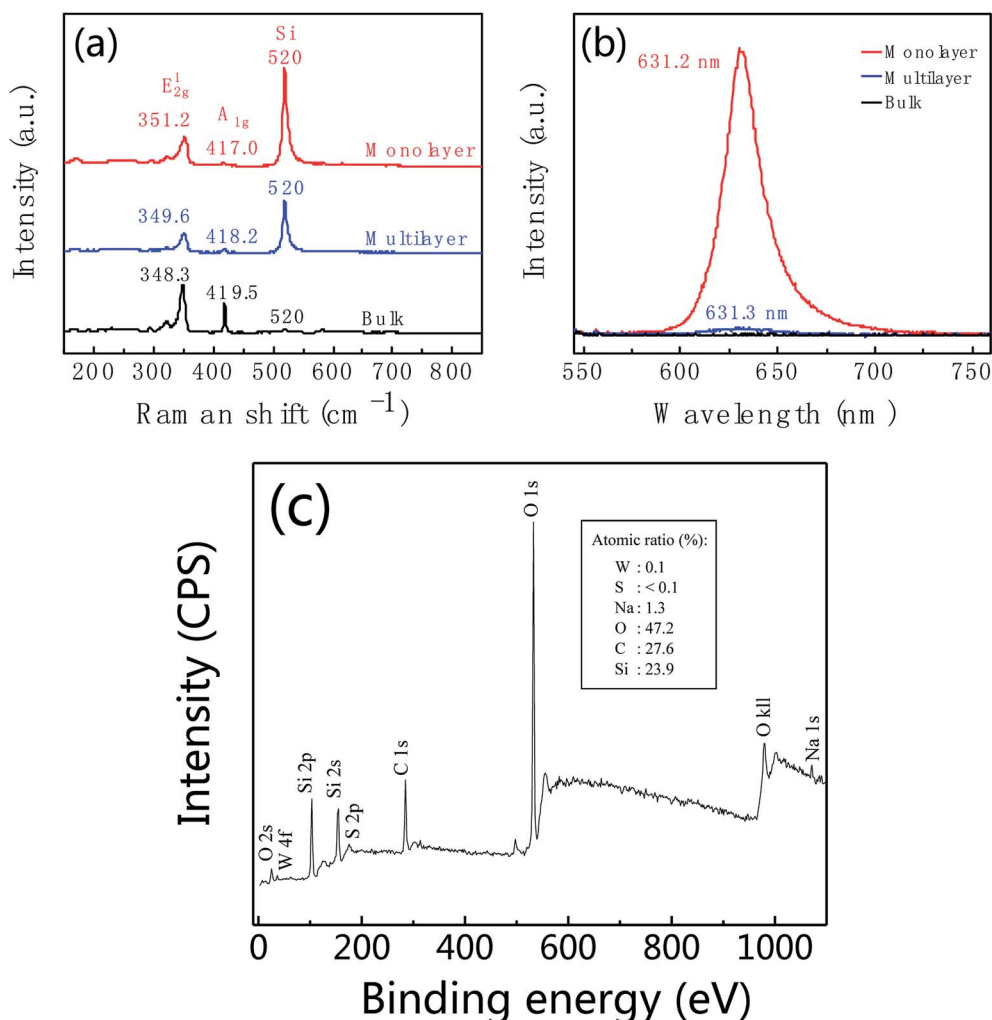 (a)
Si
520
E¹₂g
351.2
A₁g
417.0
Monolayer
520
349.6
418.2
Multilayer
348.3
419.5
520
Bulk
Intensity (a.u.)
200 300 400 500 600 700 800
Raman shift (cm⁻¹)
(b)
631.2 nm
Monolayer
Multilayer
Bulk
631.3 nm
Intensity (a.u.)
550 600 650 700 750
Wavelength (nm)
(c)
O 1s
Atomic ratio (%):
W : 0.1
S : < 0.1
Na : 1.3
O : 47.2
C : 27.6
Si : 23.9
O kll
Na 1s
C 1s
Si 2p
Si 2s
S 2p
O 2s
W 4f
Intensity (CPS)
0 200 400 600 800 1000
Binding energy (eV)